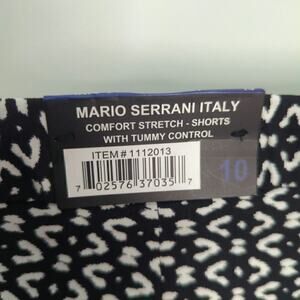 MARIO SERRANI ITALY
COMFORT STRETCH - SHORTS
WITH TUMMY CONTROL
ITEM # 1112013
10
7 02576 37035 7